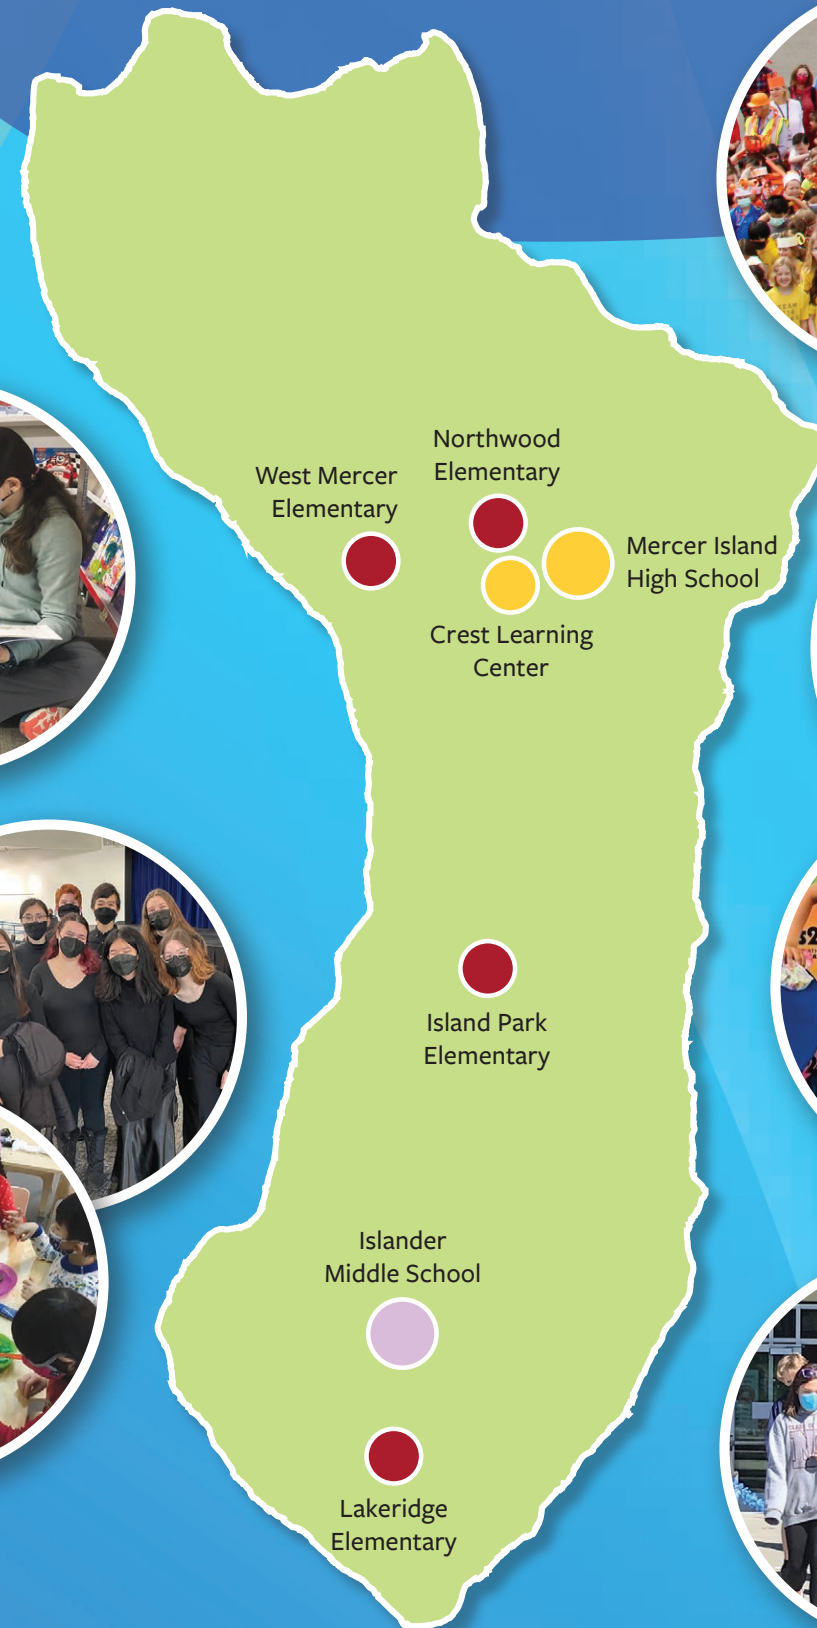 Northwood
Elementary
West Mercer
Elementary
Mercer Island
High School
Crest Learning
Center
Island Park
Elementary
Islander
Middle School
Lakeridge
Elementary